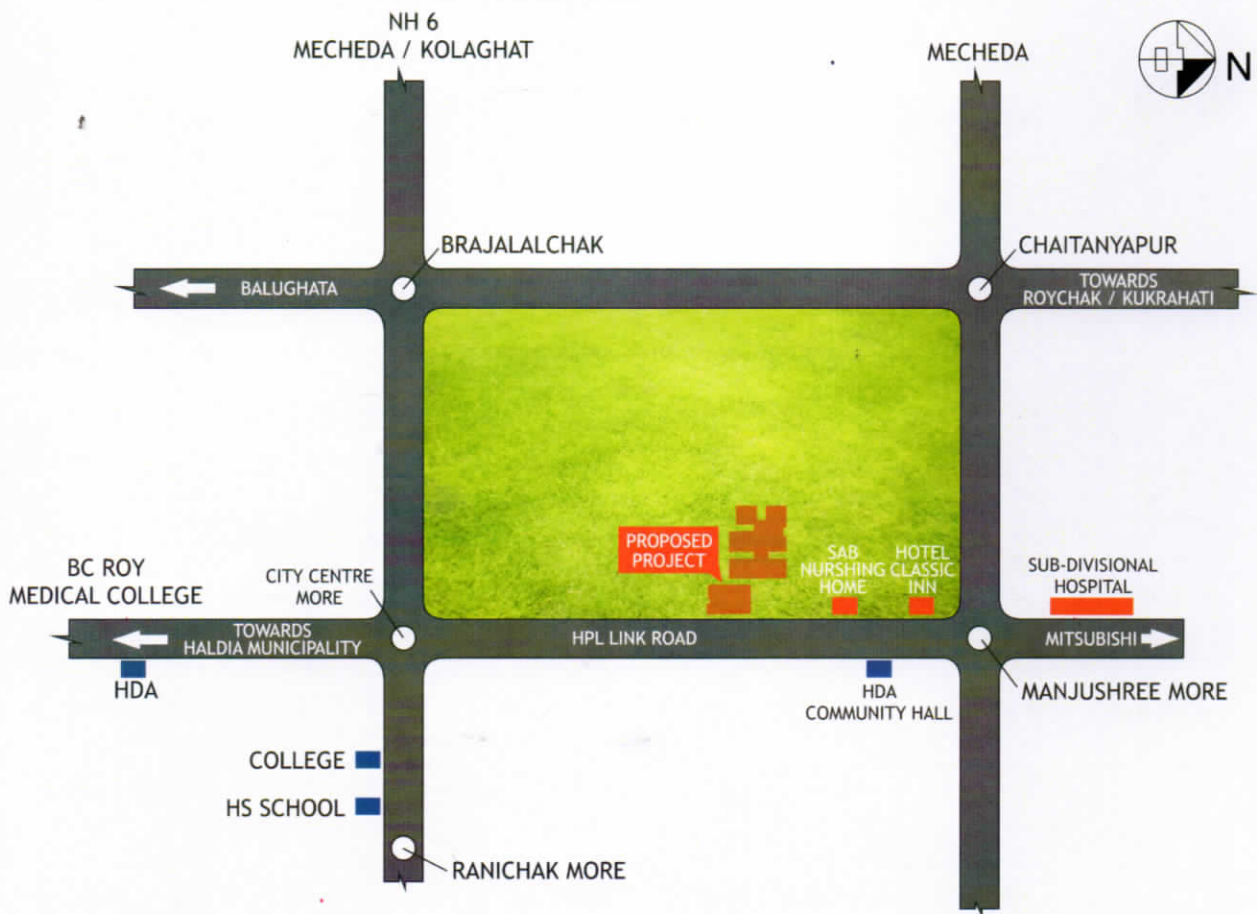 NH 6
MECHEDA / KOLAGHAT
MECHEDA
N
BRAJALALCHAK
CHAITANYAPUR
BALUGHATA
TOWARDS
ROYCHAK / KUKRAHATI
PROPOSED
PROJECT
SAB
NURSHING
HOME
HOTEL
CLASSIC
INN
SUB-DIVISIONAL
HOSPITAL
BC ROY
MEDICAL COLLEGE
CITY CENTRE
MORE
TOWARDS
HALDIA MUNICIPALITY
HPL LINK ROAD
MITSUBISHI
HDA
HDA
COMMUNITY HALL
MANJUSHREE MORE
COLLEGE
HS SCHOOL
RANICHAK MORE